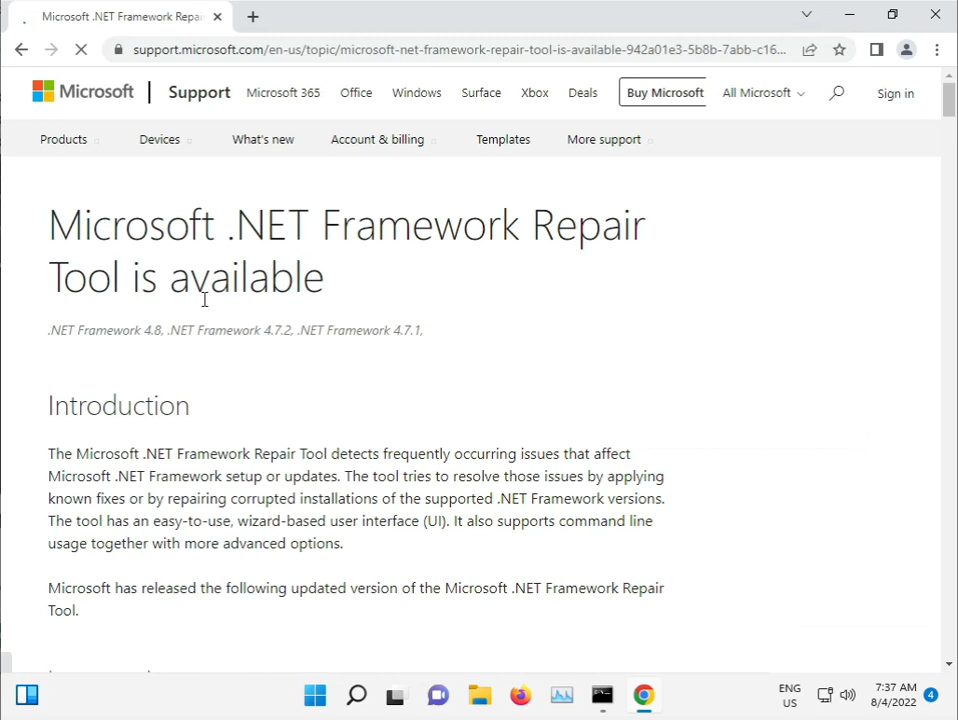 Microsoft .NET Framework Repair
support.microsoft.com/en-us/topic/microsoft-net-framework-repair-tool-is-available-942a01e3-5b8b-7abb-c16...
Microsoft Support Microsoft 365 Office Windows Surface Xbox Deals Buy Microsoft All Microsoft Sign in
Products Devices What's new Account & billing Templates More support
Microsoft .NET Framework Repair
Tool is available
.NET Framework 4.8, .NET Framework 4.7.2, .NET Framework 4.7.1,
Introduction
The Microsoft .NET Framework Repair Tool detects frequently occurring issues that affect
Microsoft .NET Framework setup or updates. The tool tries to resolve those issues by applying
known fixes or by repairing corrupted installations of the supported .NET Framework versions.
The tool has an easy-to-use, wizard-based user interface (UI). It also supports command line
usage together with more advanced options.
Microsoft has released the following updated version of the Microsoft .NET Framework Repair
Tool.
ENG 7:37 AM
US 8/4/2022 4